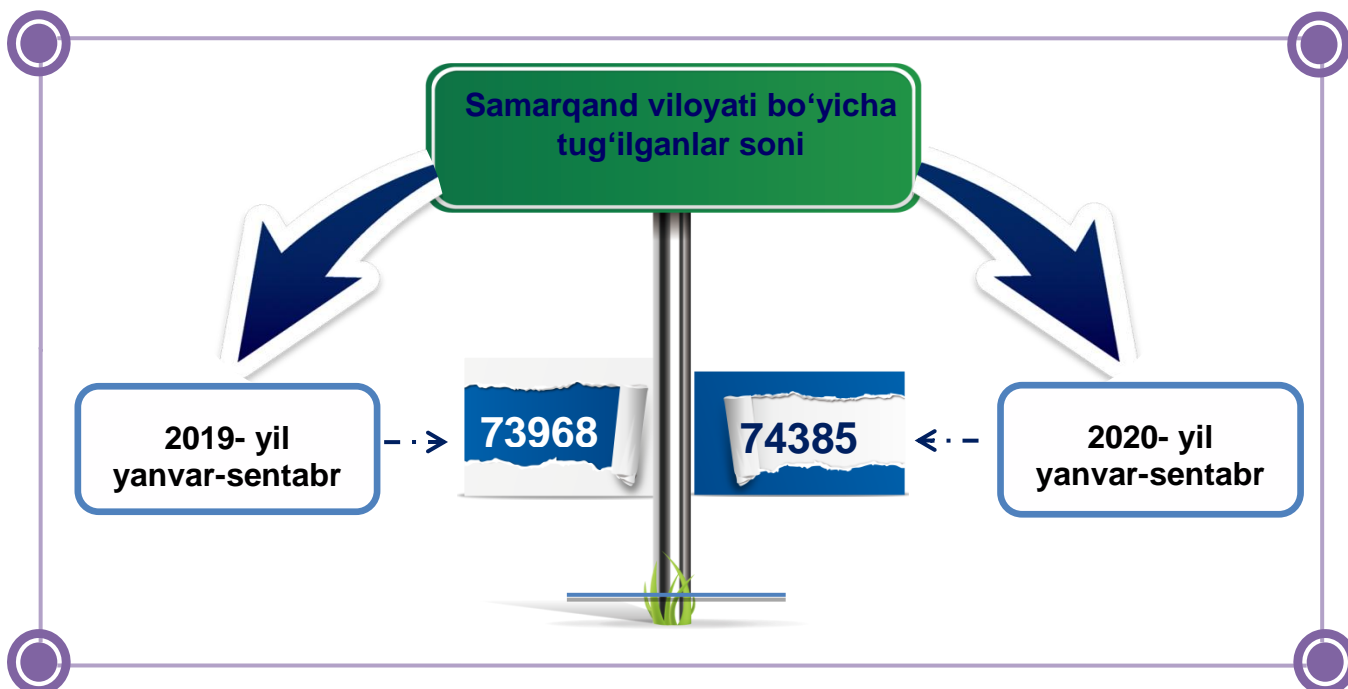 Samarqand viloyati bo‘yicha
tug‘ilganlar soni
2019- yil
yanvar-sentabr
73968
74385
2020- yil
yanvar-sentabr